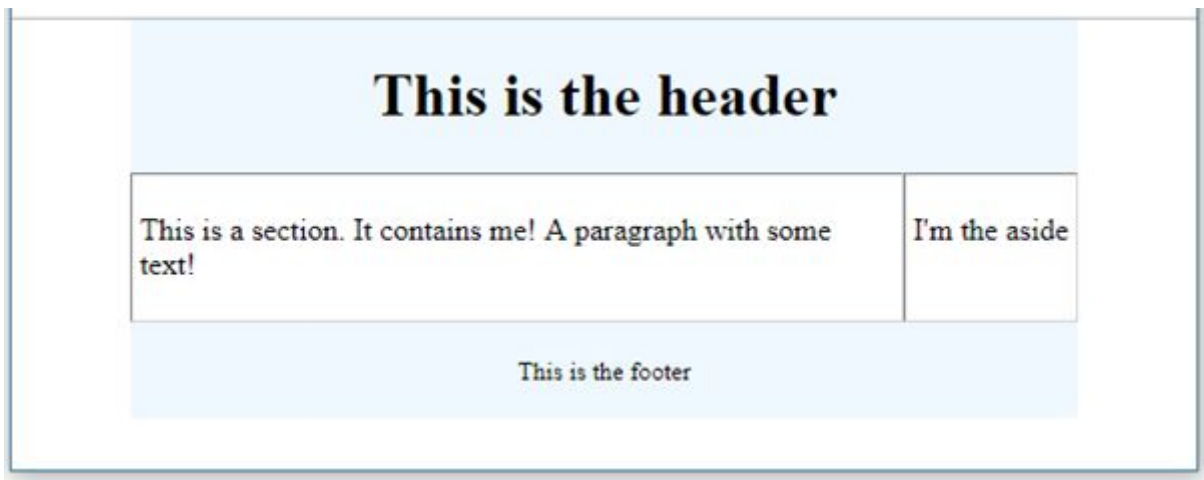 This is the header
This is a section. It contains me! A paragraph with some
text!
I'm the aside
This is the footer